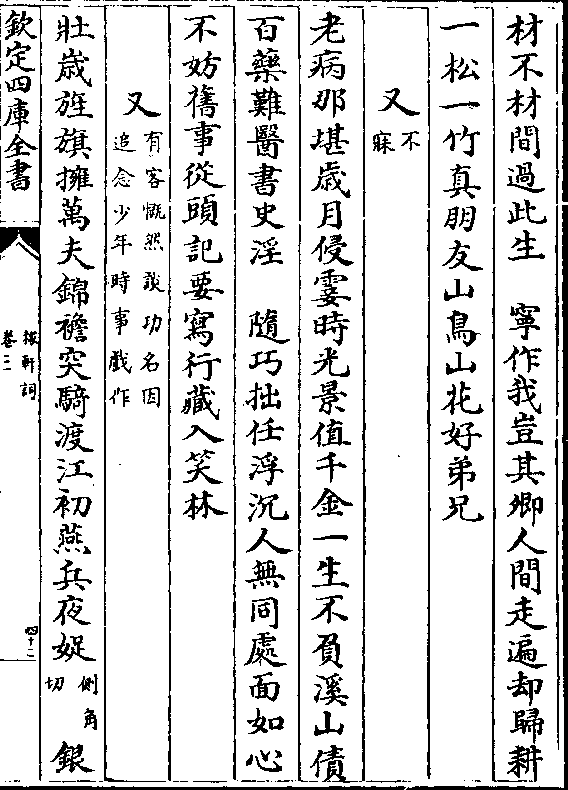 材不材間過此生　寧作我豈其卿人間走遍却歸耕
一松一竹真朋友山鳥山花好弟兄
又不寐
老病那堪歳月侵霎時光景值千金一生不負溪山債
百藥難醫書史淫　隨巧拙任浮沉人無同處面如心
不妨舊事從頭記要寫行藏入笑林
又有客慨然談功名因
追念少年時事戲作
壯歳旌旗擁萬夫錦襜突騎渡江初燕兵夜娖側角切銀
欽定四庫全書
稼軒詞
卷三
四十二